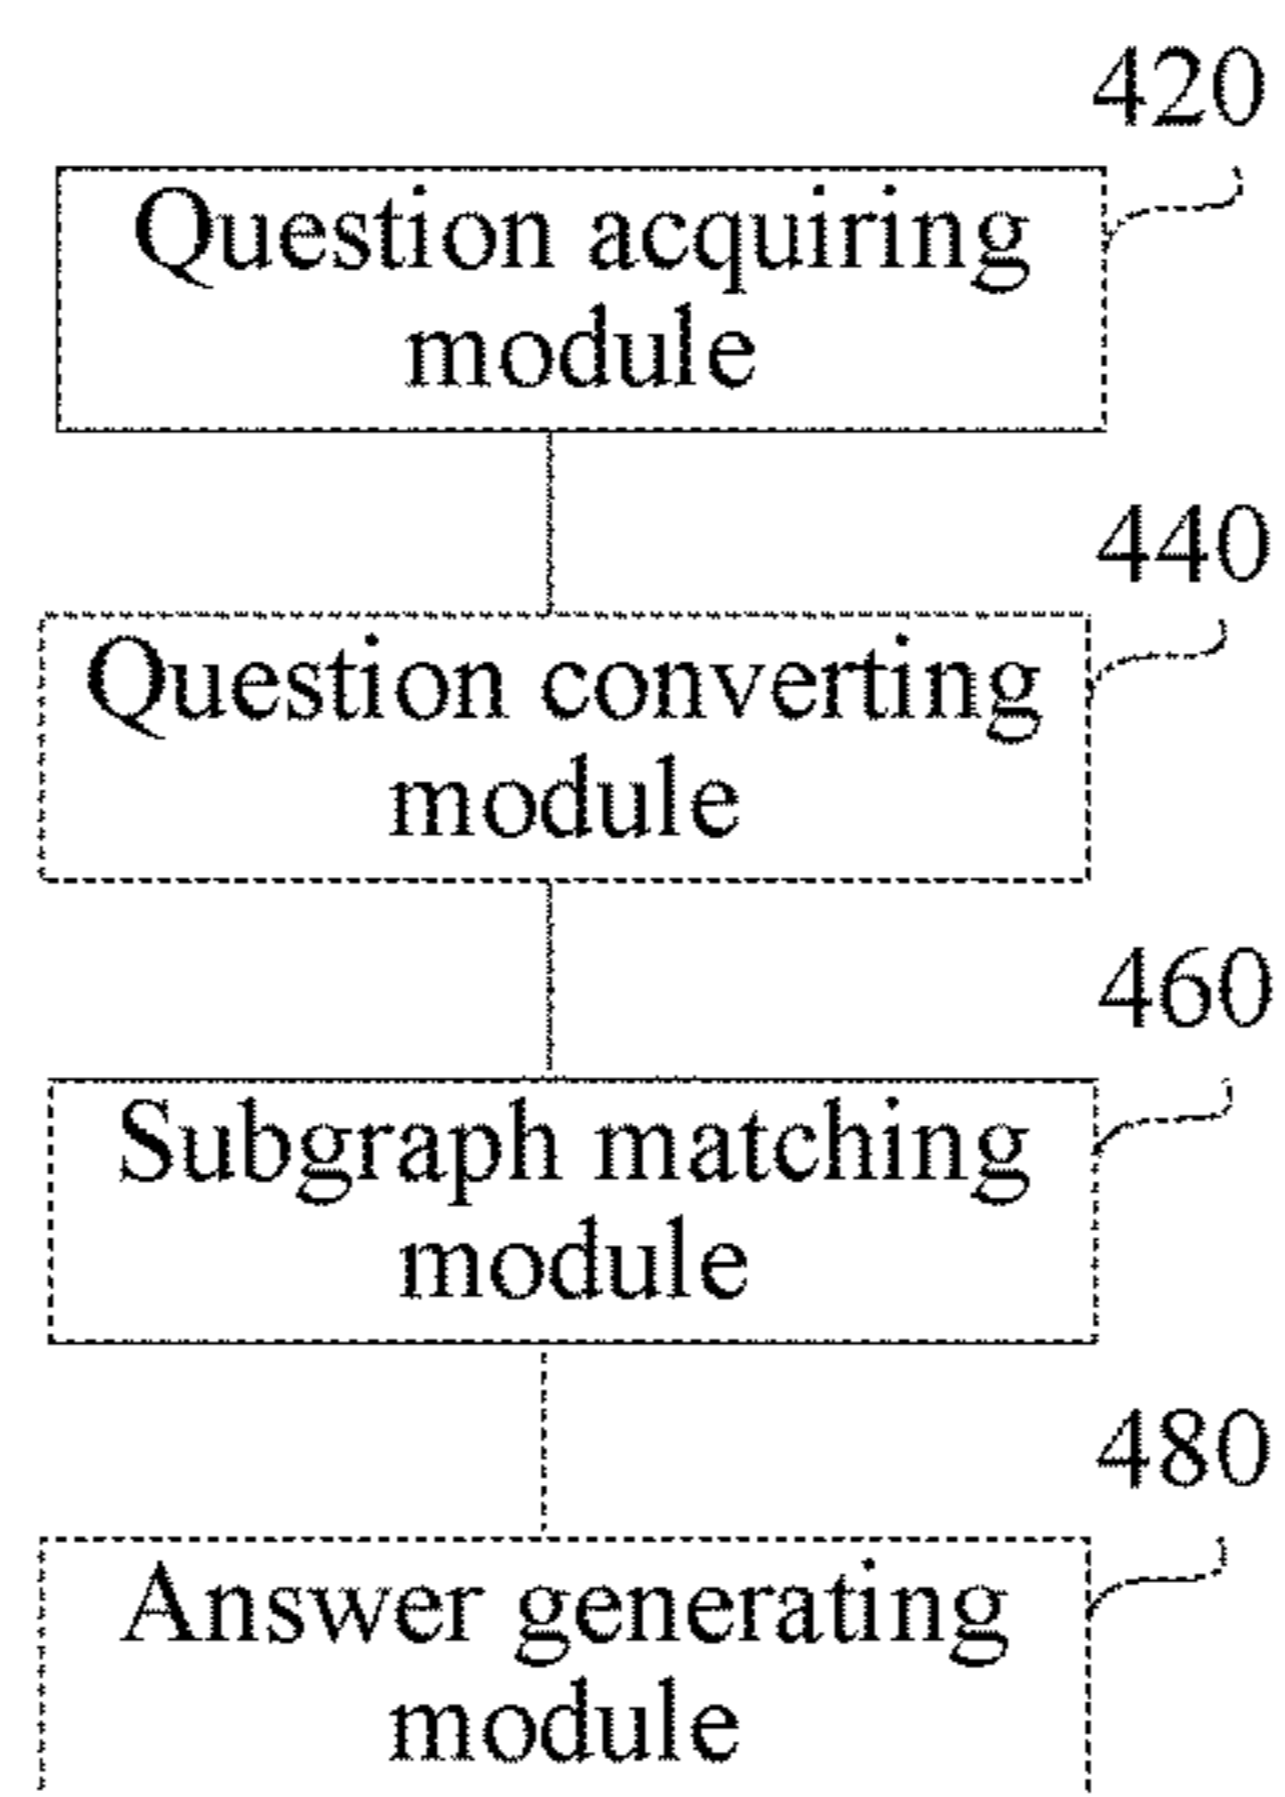 420
Question acquiring
module
440
Question converting
module
460
Subgraph matching
module
480
Answer generating
module